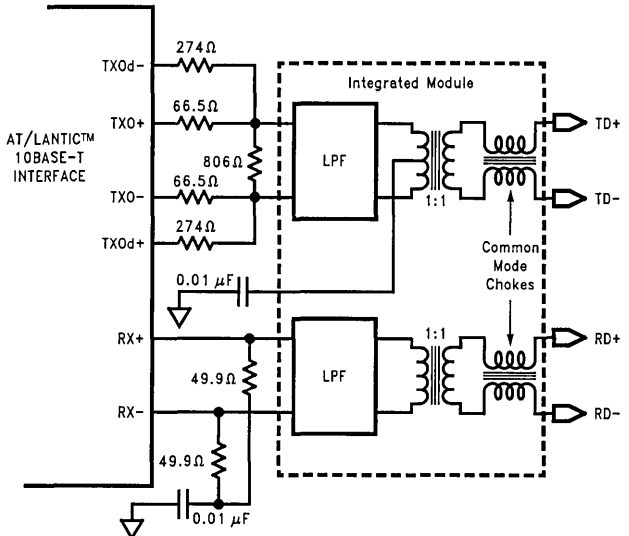 274Ω
TXOd-
Integrated Module
66.5Ω
TXO+
TD+
AT/LANTIC™
10BASE-T
INTERFACE
806Ω
LPF
66.5Ω
TXO-
1:1
TD-
274Ω
TXOd+
Common
Mode
Chokes
0.01 μF
RX+
1:1
RD+
49.9Ω
LPF
RX-
RD-
49.9Ω
0.01 μF